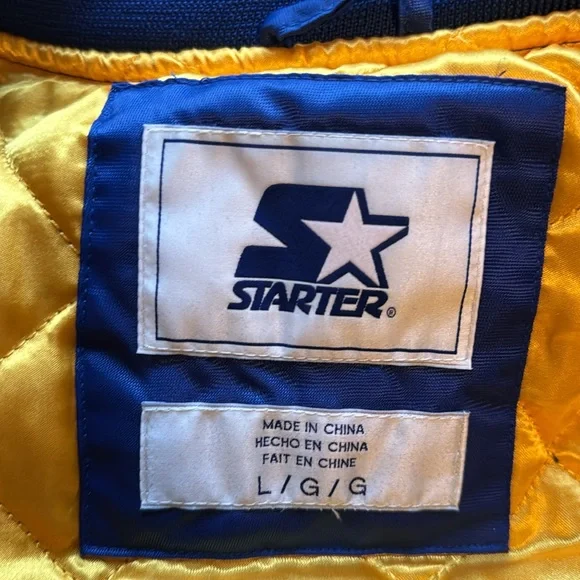 STARTER®
MADE IN CHINA
HECHO EN CHINA
FAIT EN CHINE
L/G/G